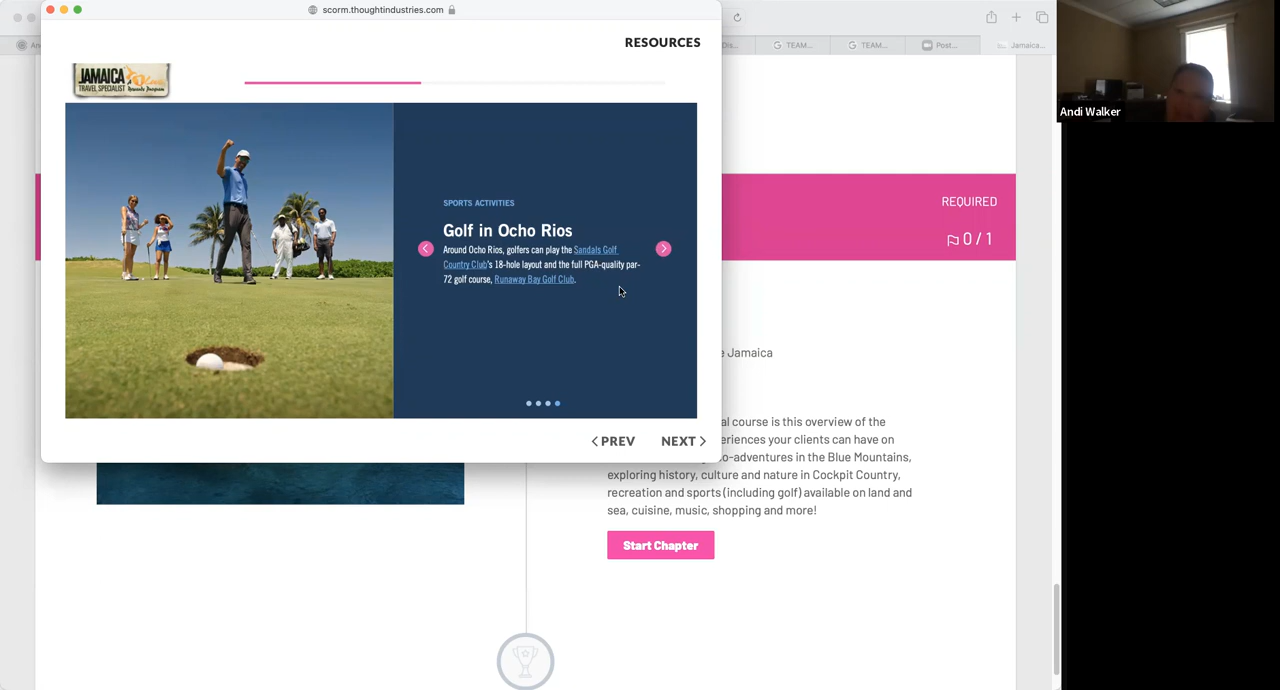 scorm.thoughtindustries.com
RESOURCES
JAMAICA
TRAVEL SPECIALIST Rewards Program
TEAM...
TEAM...
Post...
Jamaica...
Andi Walker
SPORTS ACTIVITIES
Golf in Ocho Rios
Around Ocho Rios, golfers can play the Sandals Golf
Country Club's 18-hole layout and the full PGA-quality par-
72 golf course, Runaway Bay Golf Club.
PREV
NEXT
REQUIRED
0 / 1
e Jamaica
al course is this overview of the
eriences your clients can have on
o-adventures in the Blue Mountains,
exploring history, culture and nature in Cockpit Country,
recreation and sports (including golf) available on land and
sea, cuisine, music, shopping and more!
Start Chapter